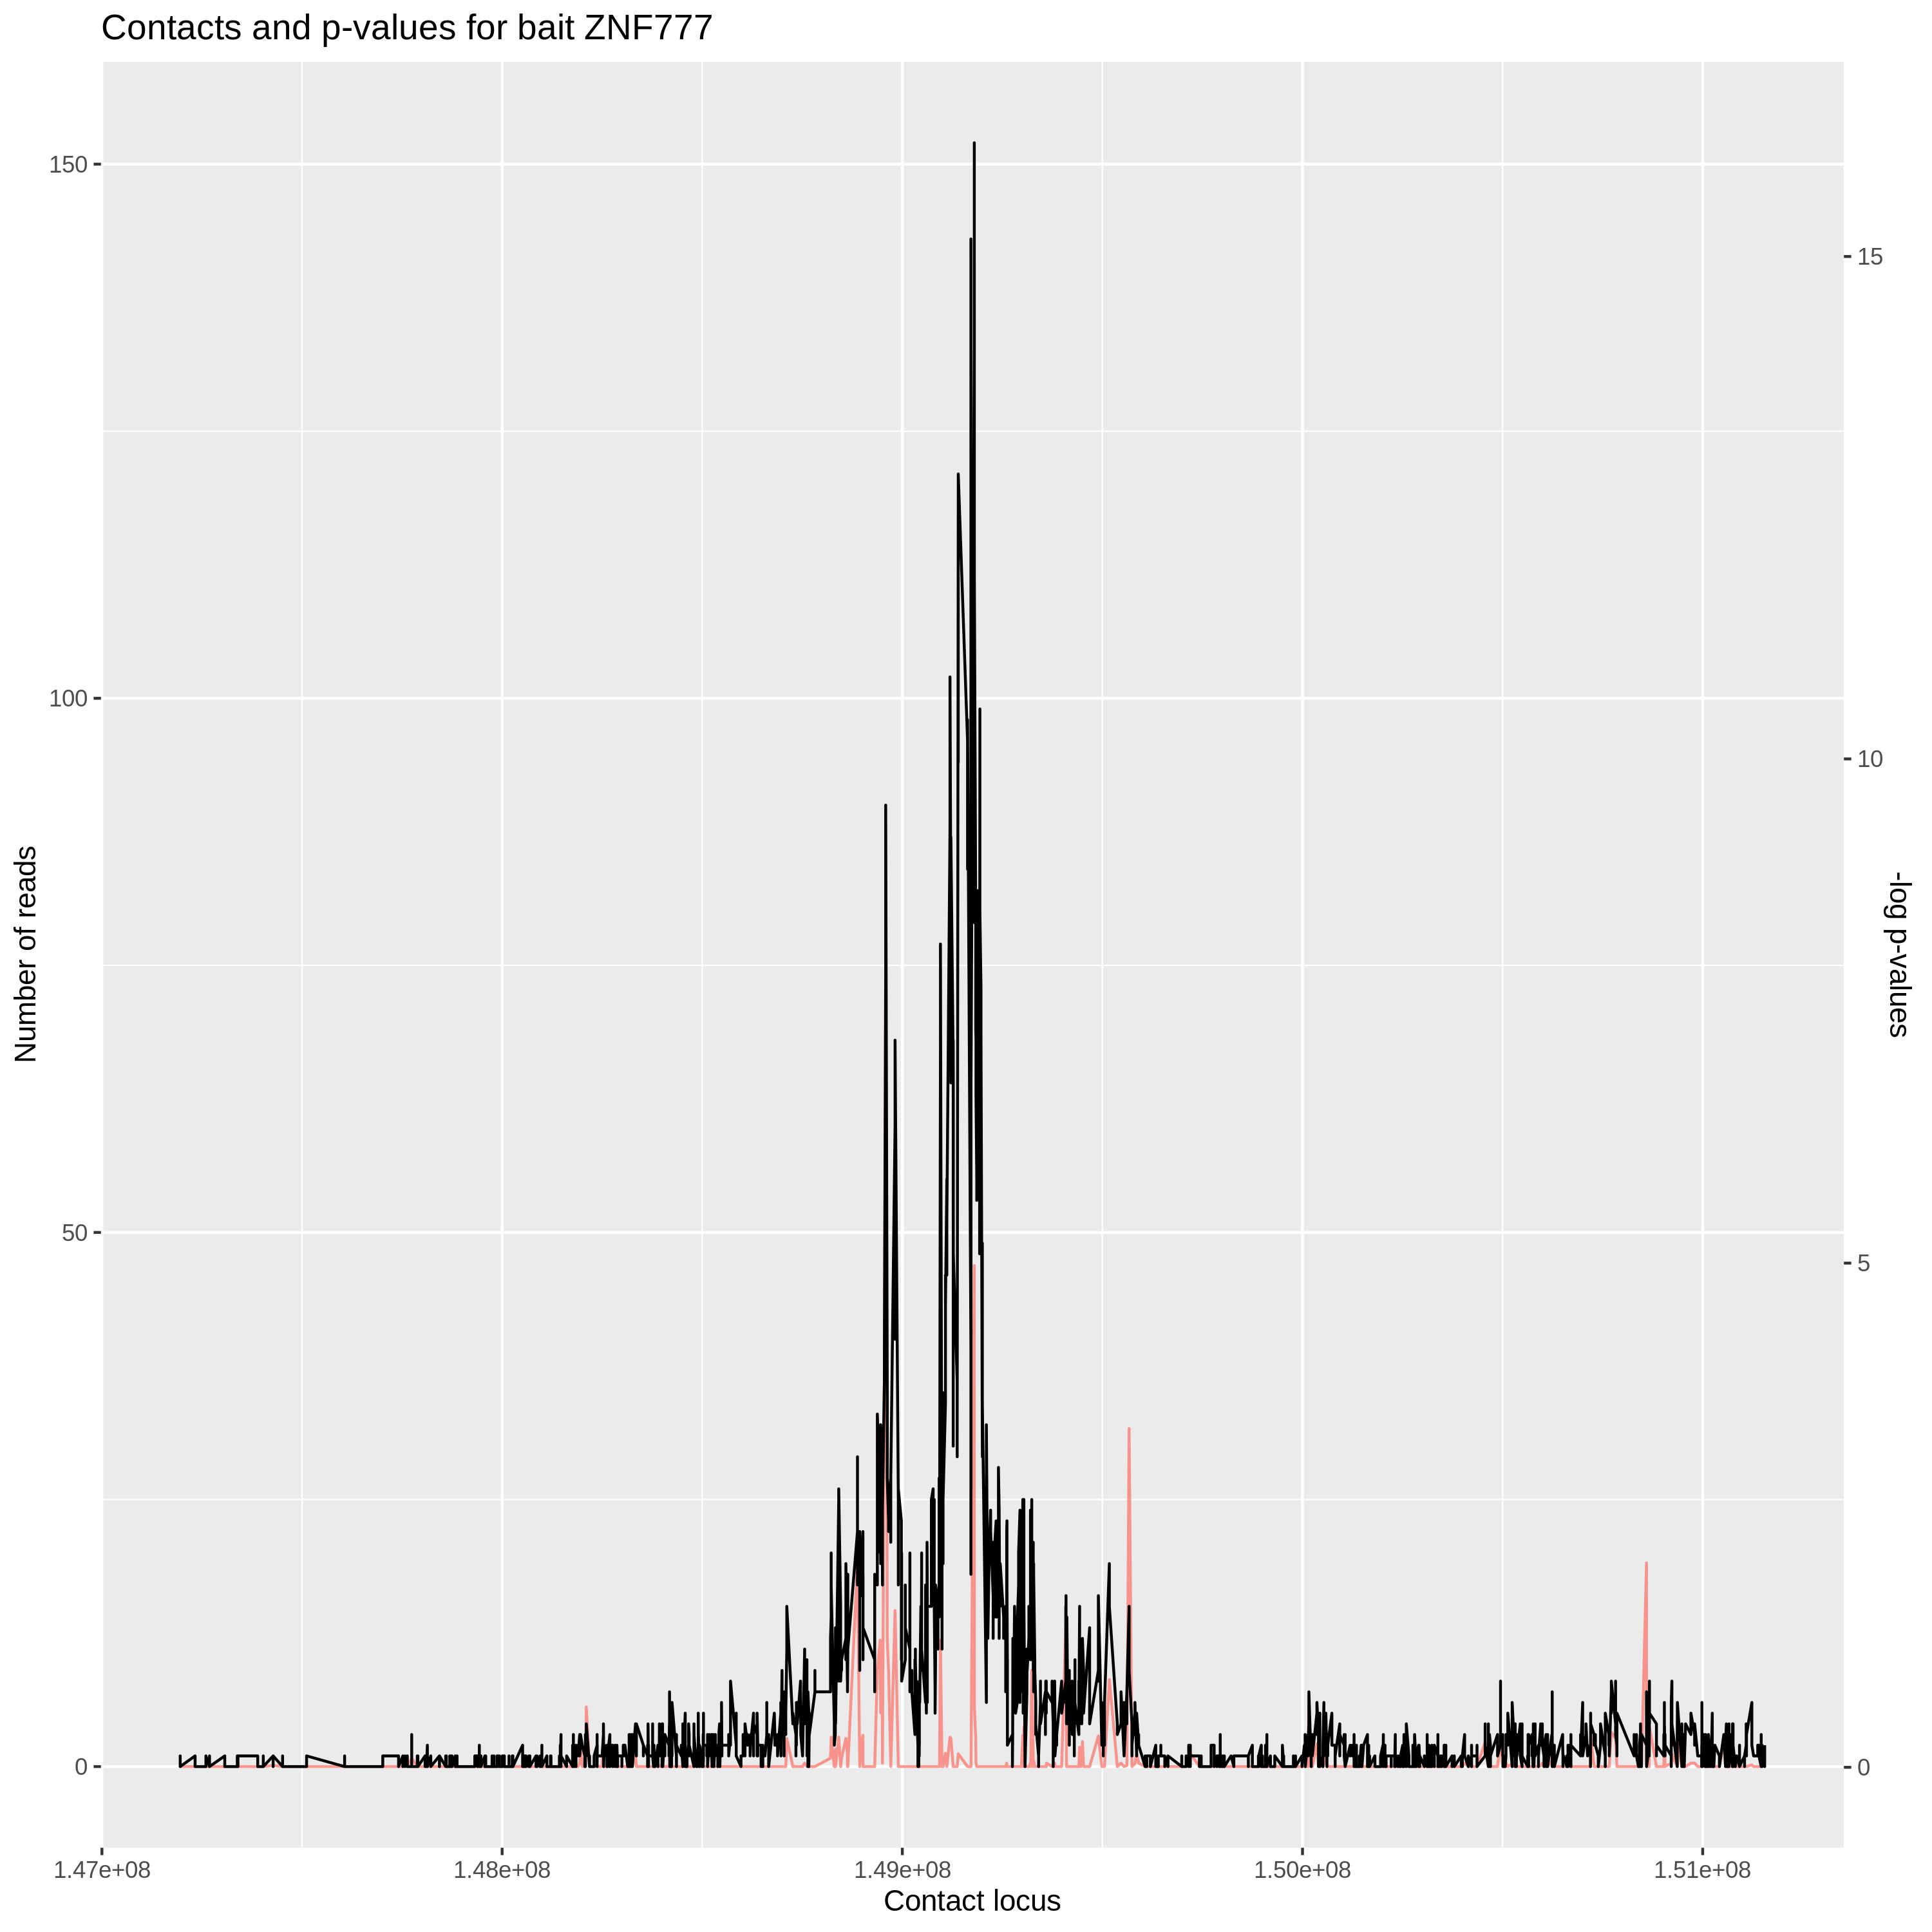 Contacts and p-values for bait ZNF777
150
100
50
0
Number of reads
15
10
5
0
-log p-values
1.47e+08 1.48e+08 1.49e+08 1.50e+08 1.51e+08
Contact locus